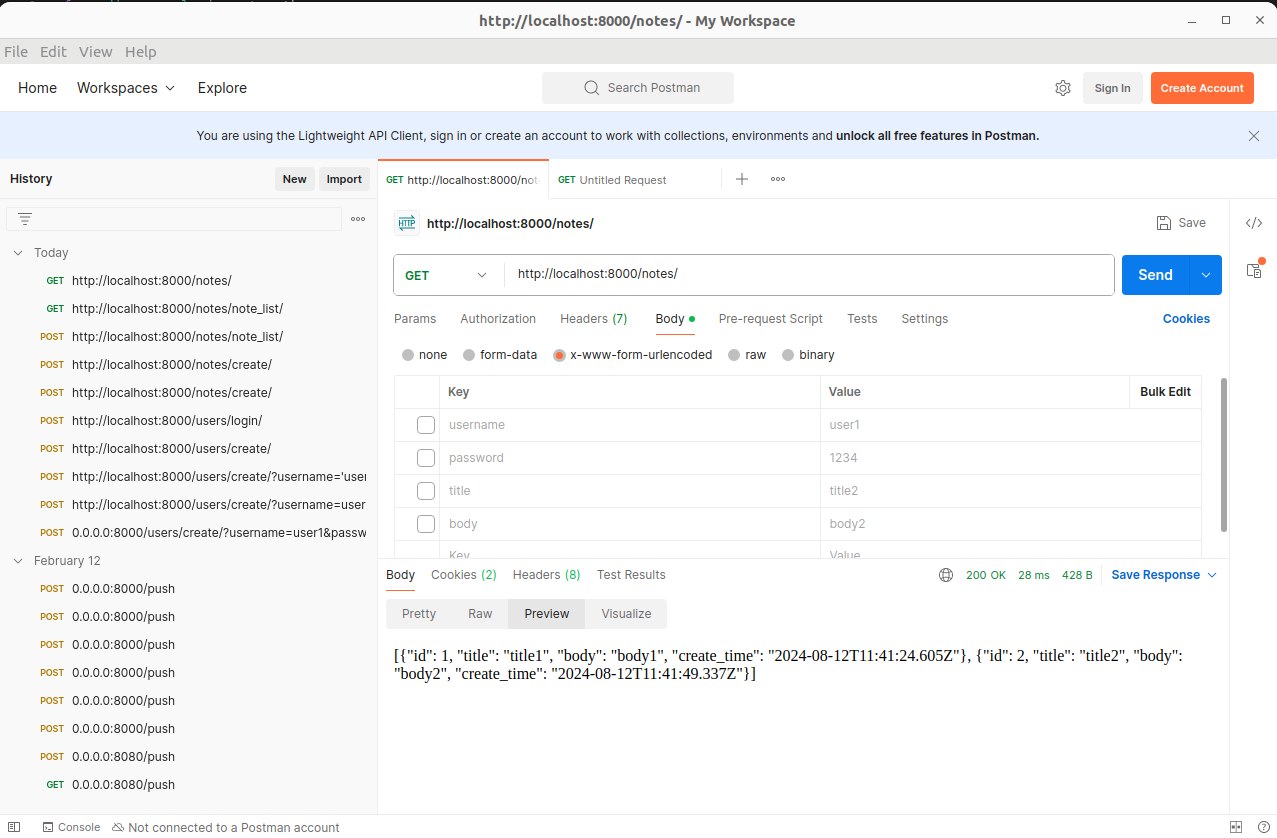 http://localhost:8000/notes/ - My Workspace
File Edit View Help
Home Workspaces Explore Search Postman Sign In Create Account
You are using the Lightweight API Client, sign in or create an account to work with collections, environments and unlock all free features in Postman.
History New Import
GET http://localhost:8000/not GET Untitled Request
HTTP http://localhost:8000/notes/ Save
Today
GET http://localhost:8000/notes/
GET http://localhost:8000/notes/note_list/
POST http://localhost:8000/notes/note_list/
POST http://localhost:8000/notes/create/
POST http://localhost:8000/notes/create/
POST http://localhost:8000/users/login/
POST http://localhost:8000/users/create/
POST http://localhost:8000/users/create/?username='user
POST http://localhost:8000/users/create/?username=user
POST 0.0.0.0:8000/users/create/?username=user1&passw
February 12
POST 0.0.0.0:8000/push
POST 0.0.0.0:8000/push
POST 0.0.0.0:8000/push
POST 0.0.0.0:8000/push
POST 0.0.0.0:8000/push
POST 0.0.0.0:8000/push
POST 0.0.0.0:8080/push
GET 0.0.0.0:8080/push
GET http://localhost:8000/notes/ Send
Params Authorization Headers (7) Body Pre-request Script Tests Settings Cookies
none form-data x-www-form-urlencoded raw binary
Key Value Bulk Edit
username user1
password 1234
title title2
body body2
Key Value
Body Cookies (2) Headers (8) Test Results 200 OK 28 ms 428 B Save Response
Pretty Raw Preview Visualize
[{"id": 1, "title": "title1", "body": "body1", "create_time": "2024-08-12T11:41:24.605Z"}, {"id": 2, "title": "title2", "body":
"body2", "create_time": "2024-08-12T11:41:49.337Z"}]
Console Not connected to a Postman account